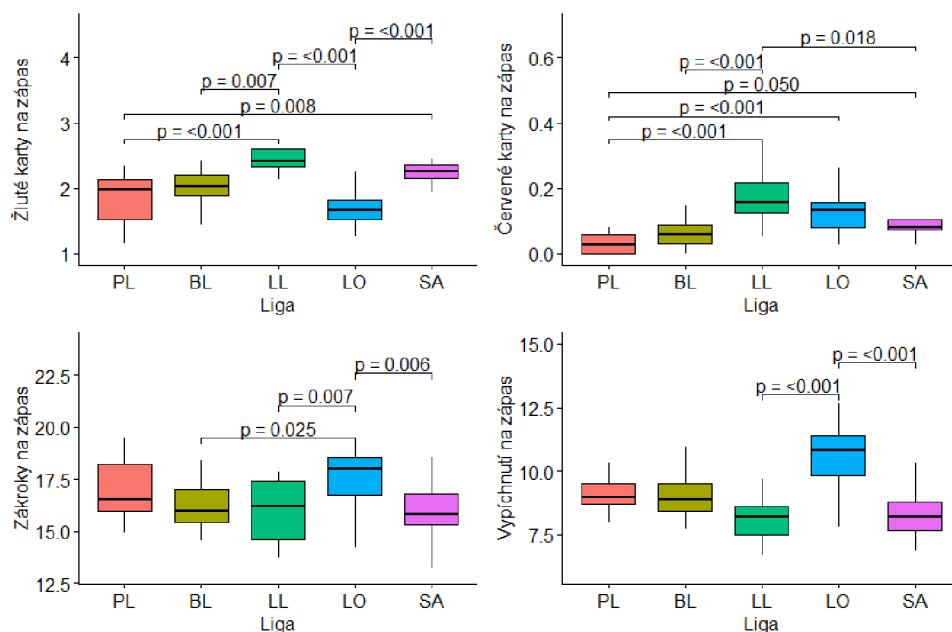 Žluté karty na zápas
4
3
2
1
p = <0.001
p = <0.001
p = 0.007
p = 0.008
p = <0.001
PL BL LL LO SA
Liga
Červené karty na zápas
0.6
0.4
0.2
0.0
p = 0.018
p = <0.001
p = 0.050
p = <0.001
p = <0.001
PL BL LL LO SA
Liga
Zákroky na zápas
22.5
20.0
17.5
15.0
12.5
p = 0.006
p = 0.007
p = 0.025
PL BL LL LO SA
Liga
Vypíchnutí na zápas
15.0
12.5
10.0
7.5
p = <0.001
p = <0.001
PL BL LL LO SA
Liga